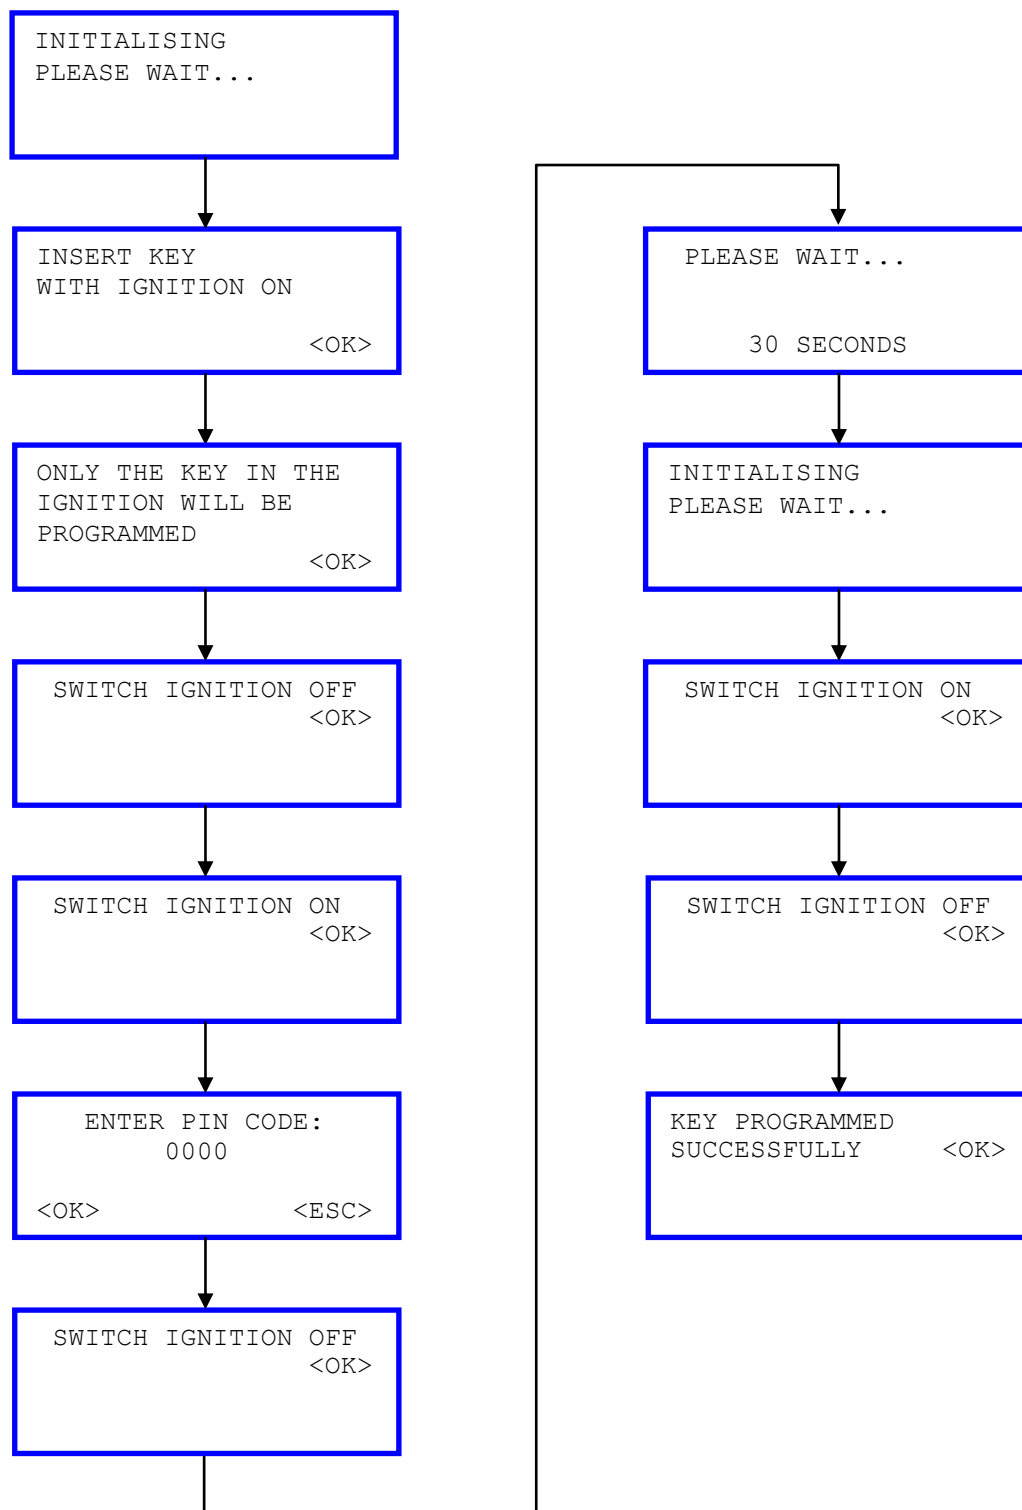 INITIALISING
PLEASE WAIT...
INSERT KEY
WITH IGNITION ON
<OK>
ONLY THE KEY IN THE
IGNITION WILL BE
PROGRAMMED
<OK>
SWITCH IGNITION OFF
<OK>
SWITCH IGNITION ON
<OK>
ENTER PIN CODE:
0000
<OK> <ESC>
SWITCH IGNITION OFF
<OK>
PLEASE WAIT...
30 SECONDS
INITIALISING
PLEASE WAIT...
SWITCH IGNITION ON
<OK>
SWITCH IGNITION OFF
<OK>
KEY PROGRAMMED
SUCCESSFULLY <OK>